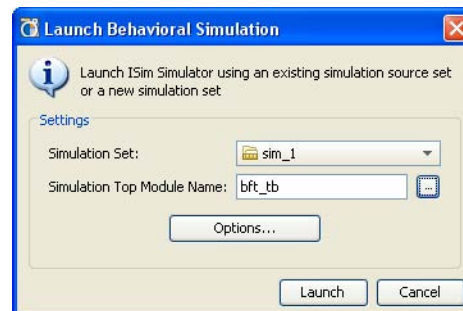 Launch Behavioral Simulation
Launch ISim Simulator using an existing simulation source set
or a new simulation set
Settings
Simulation Set:
sim_1
Simulation Top Module Name:
bft_tb
...
Options...
Launch
Cancel